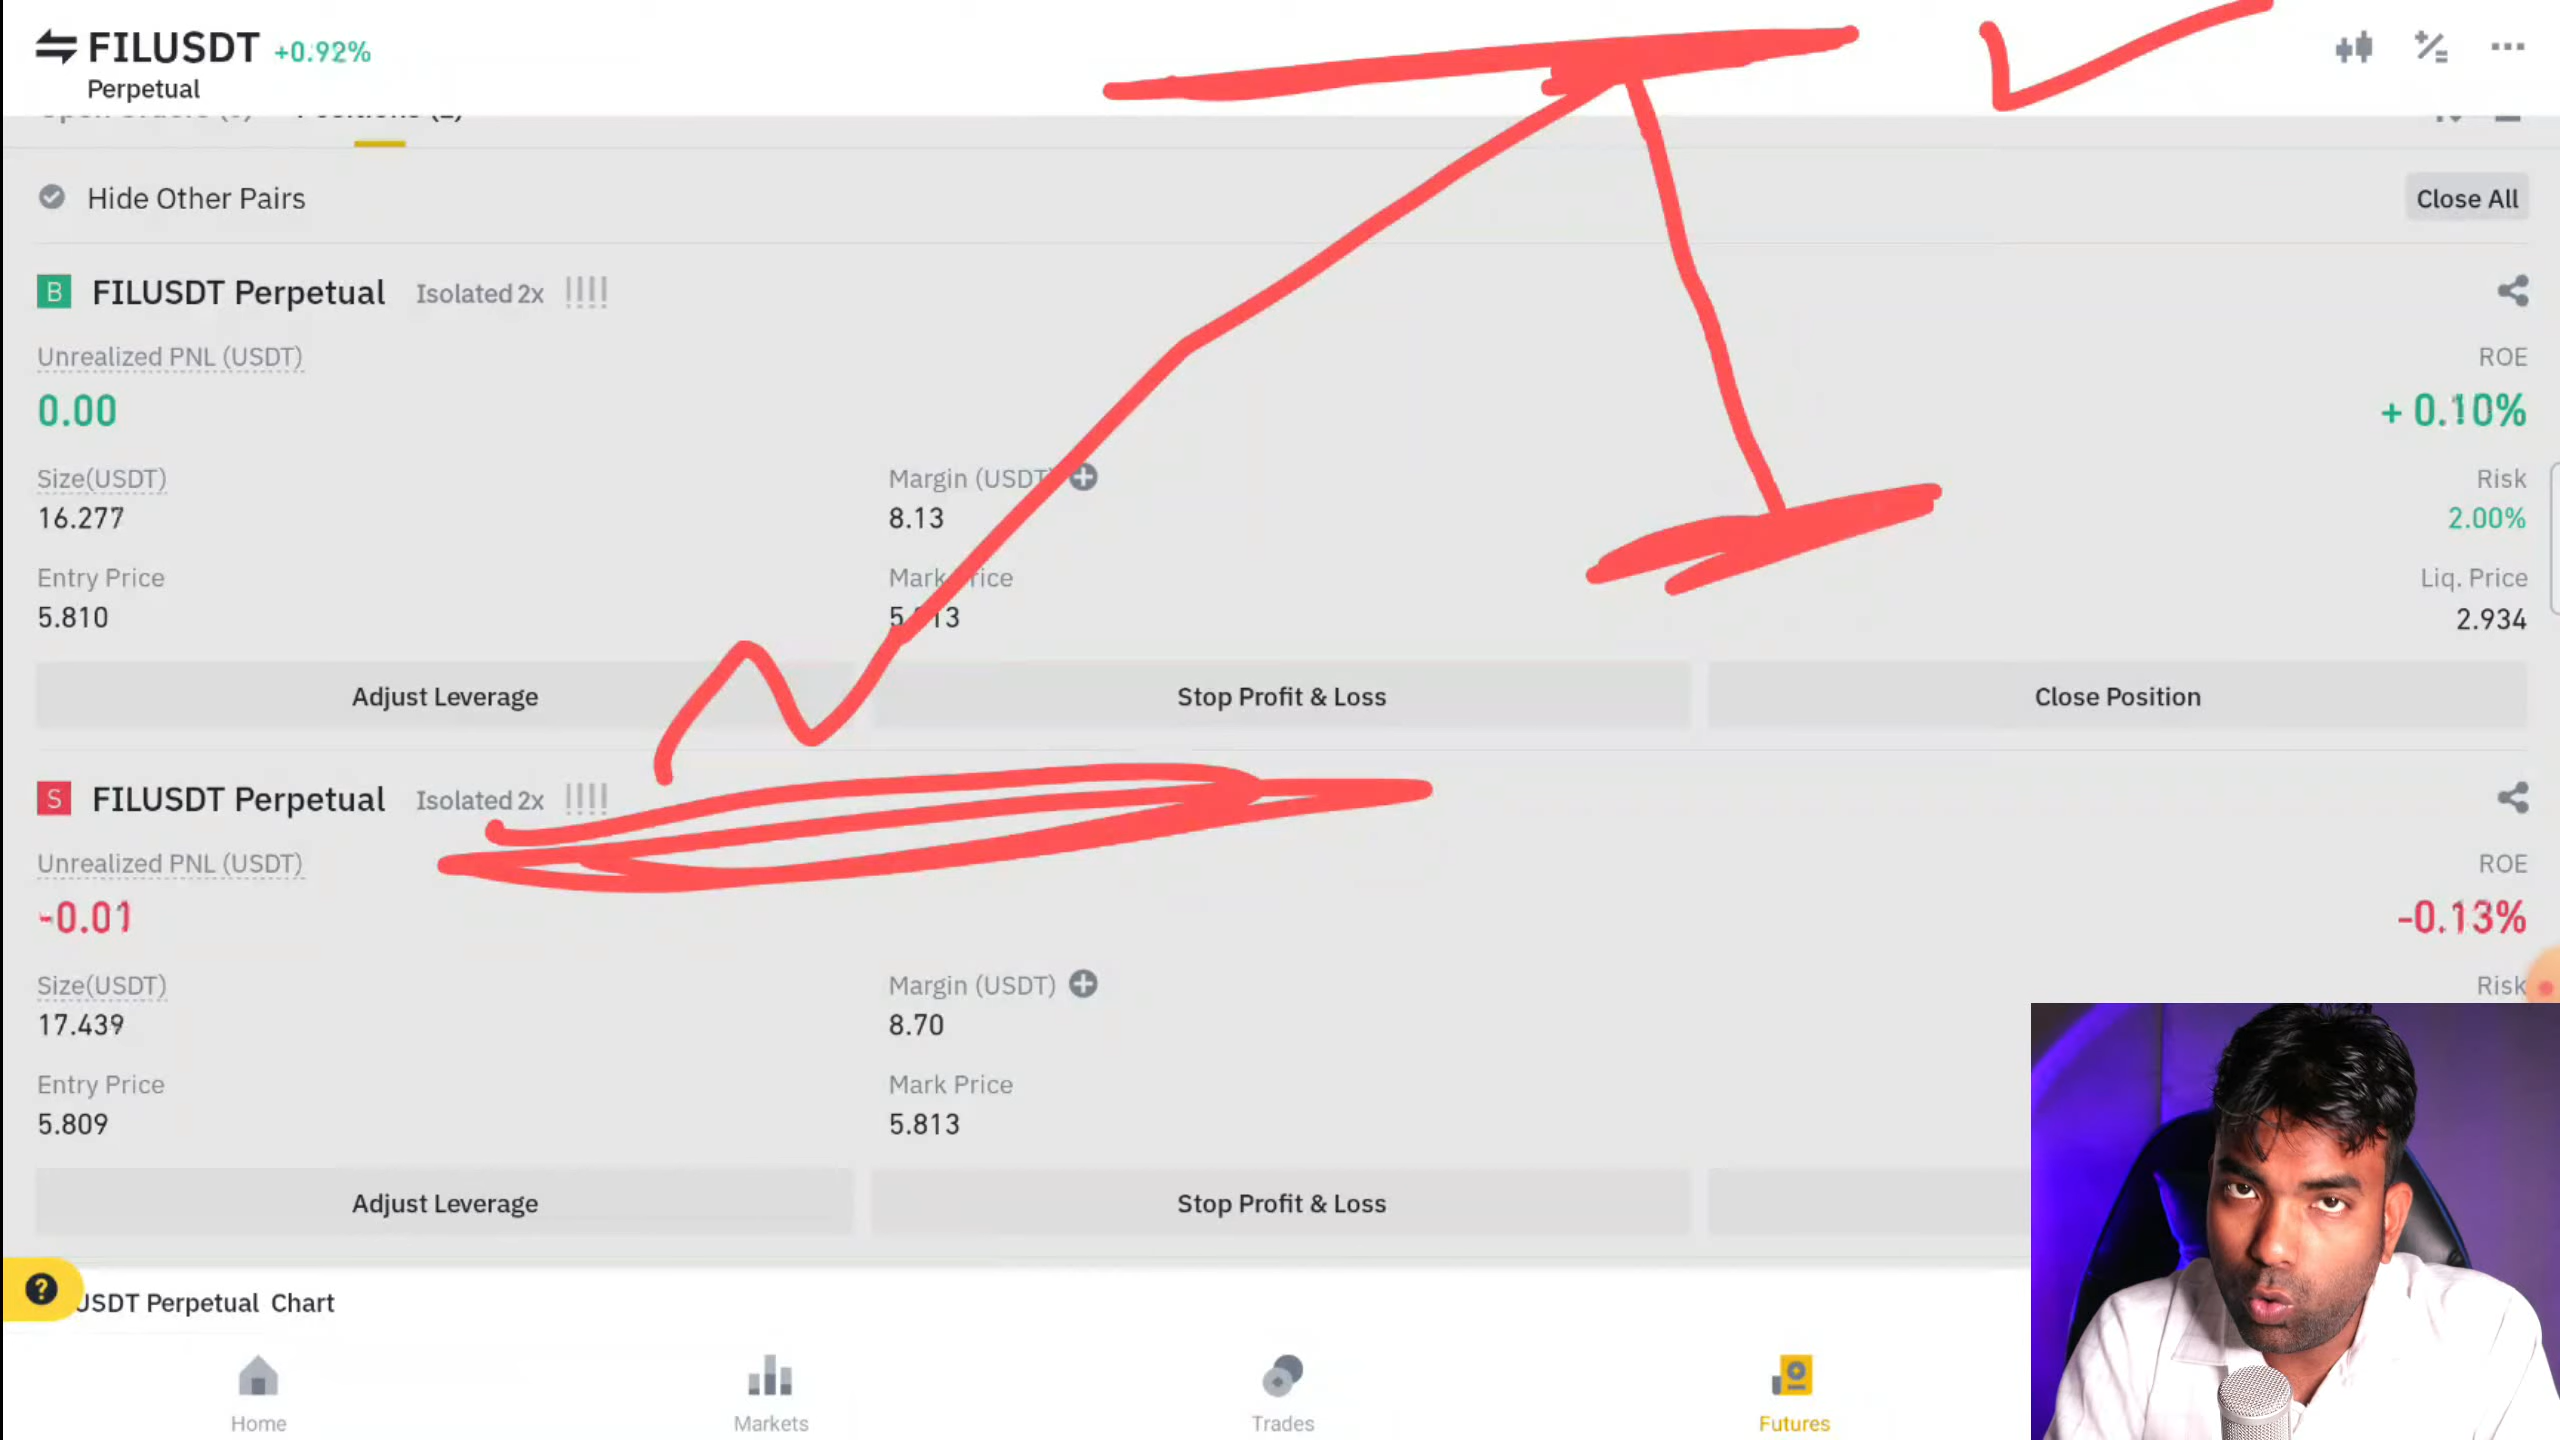 FILUSDT +0.92%
Perpetual
Hide Other Pairs
Close All
B FILUSDT Perpetual Isolated 2x !!!!
Unrealized PNL (USDT)
ROE
0.00
+ 0.10%
Size(USDT)
Margin (USDT)
Risk
16.277
8.13
2.00%
Entry Price
Mark Price
Liq. Price
5.810
5.813
2.934
Adjust Leverage
Stop Profit & Loss
Close Position
S FILUSDT Perpetual Isolated 2x !!!!
Unrealized PNL (USDT)
ROE
-0.01
-0.13%
Size(USDT)
Margin (USDT)
Risk
17.439
8.70
Entry Price
Mark Price
5.809
5.813
Adjust Leverage
Stop Profit & Loss
? USDT Perpetual Chart
Home
Markets
Trades
Futures